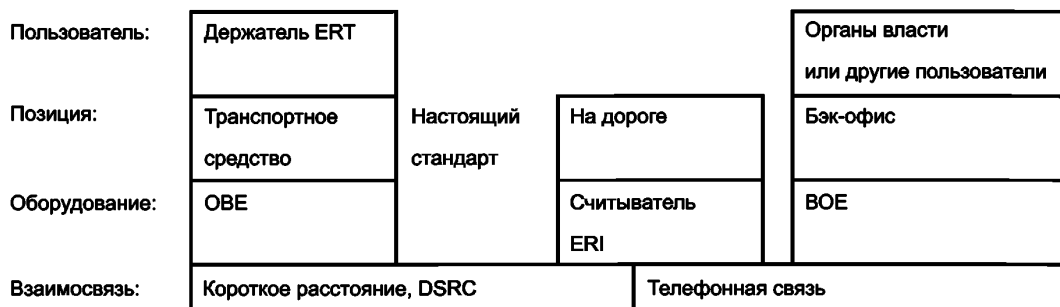 Пользователь: Держатель ERT Органы власти
или другие пользователи
Позиция: Транспортное Настоящий На дороге Бэк-офис
средство стандарт
Оборудование: OBE Считыватель BOE
ERI
Взаимосвязь: Короткое расстояние, DSRC Телефонная связь